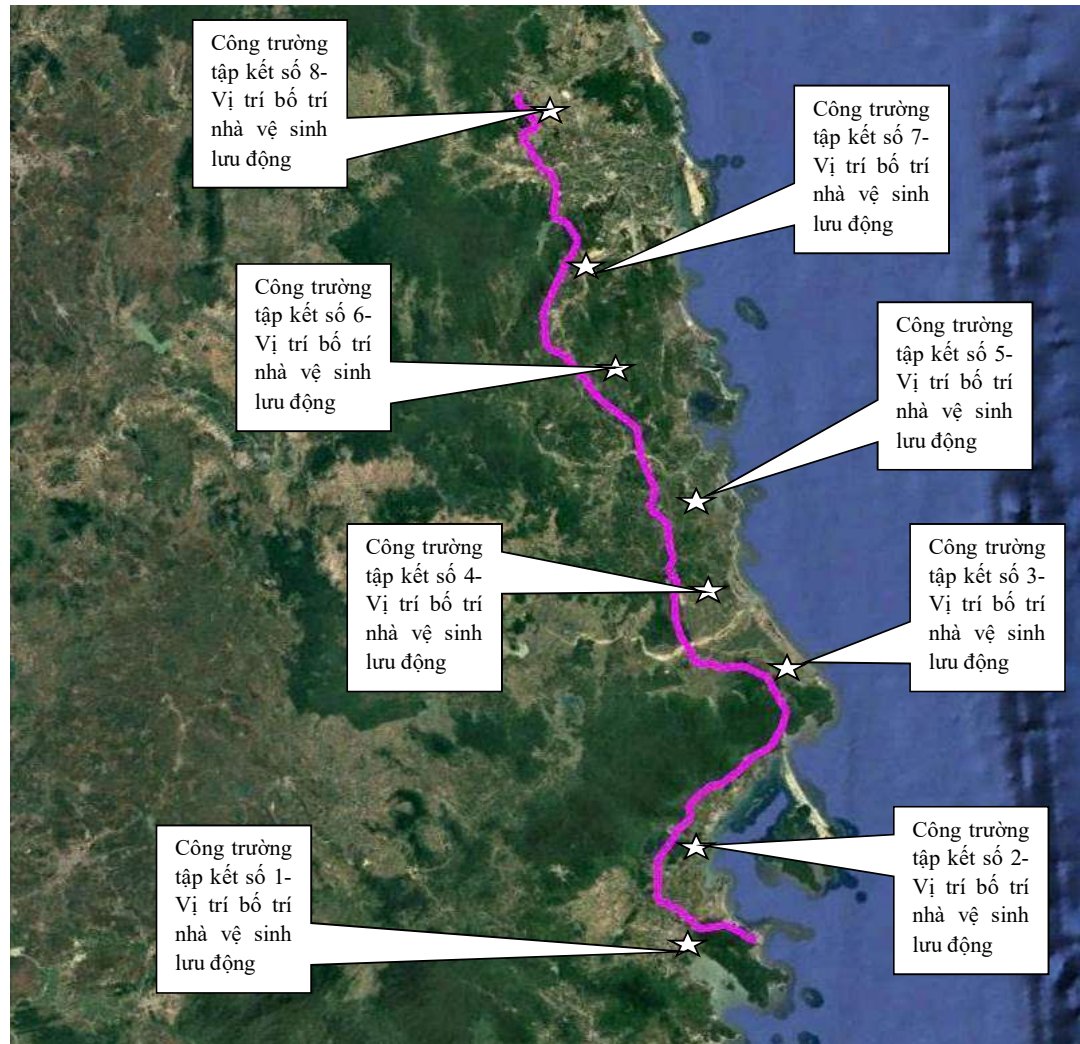 Công trường
tập kết số 8-
Vị trí bố trí
nhà vệ sinh
lưu động
Công trường
tập kết số 7-
Vị trí bố trí
nhà vệ sinh
lưu động
Công trường
tập kết số 6-
Vị trí bố trí
nhà vệ sinh
lưu động
Công trường
tập kết số 5-
Vị trí bố trí
nhà vệ sinh
lưu động
Công trường
tập kết số 4-
Vị trí bố trí
nhà vệ sinh
lưu động
Công trường
tập kết số 3-
Vị trí bố trí
nhà vệ sinh
lưu động
Công trường
tập kết số 2-
Vị trí bố trí
nhà vệ sinh
lưu động
Công trường
tập kết số 1-
Vị trí bố trí
nhà vệ sinh
lưu động